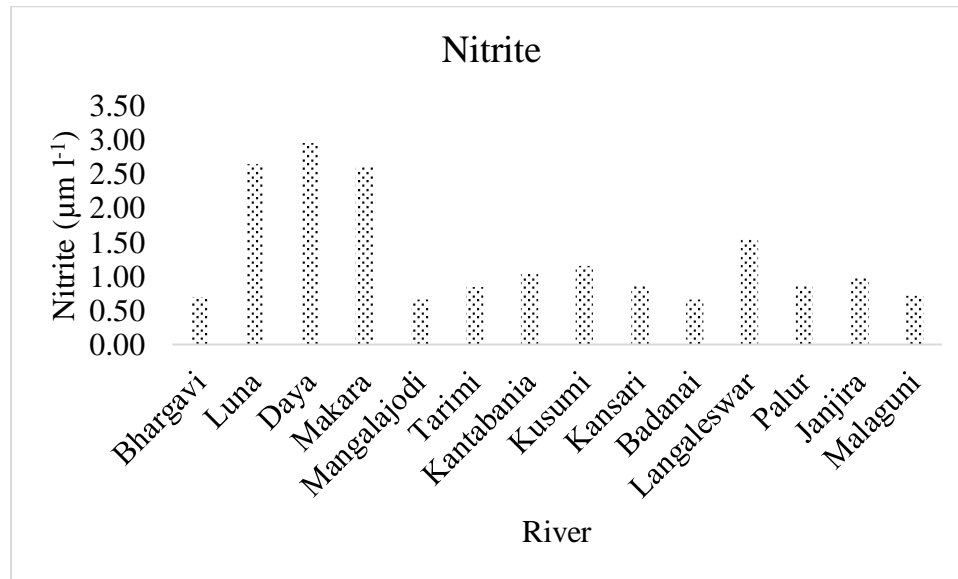 Nitrite
Nitrite (µm l-1)
3.50
3.00
2.50
2.00
1.50
1.00
0.50
0.00
Bhargavi
Luna
Daya
Makara
Mangalajodi
Tarimi
Kantabania
Kusumi
Kansari
Badanai
Langaleswar
Palur
Janjira
Malaguni
River